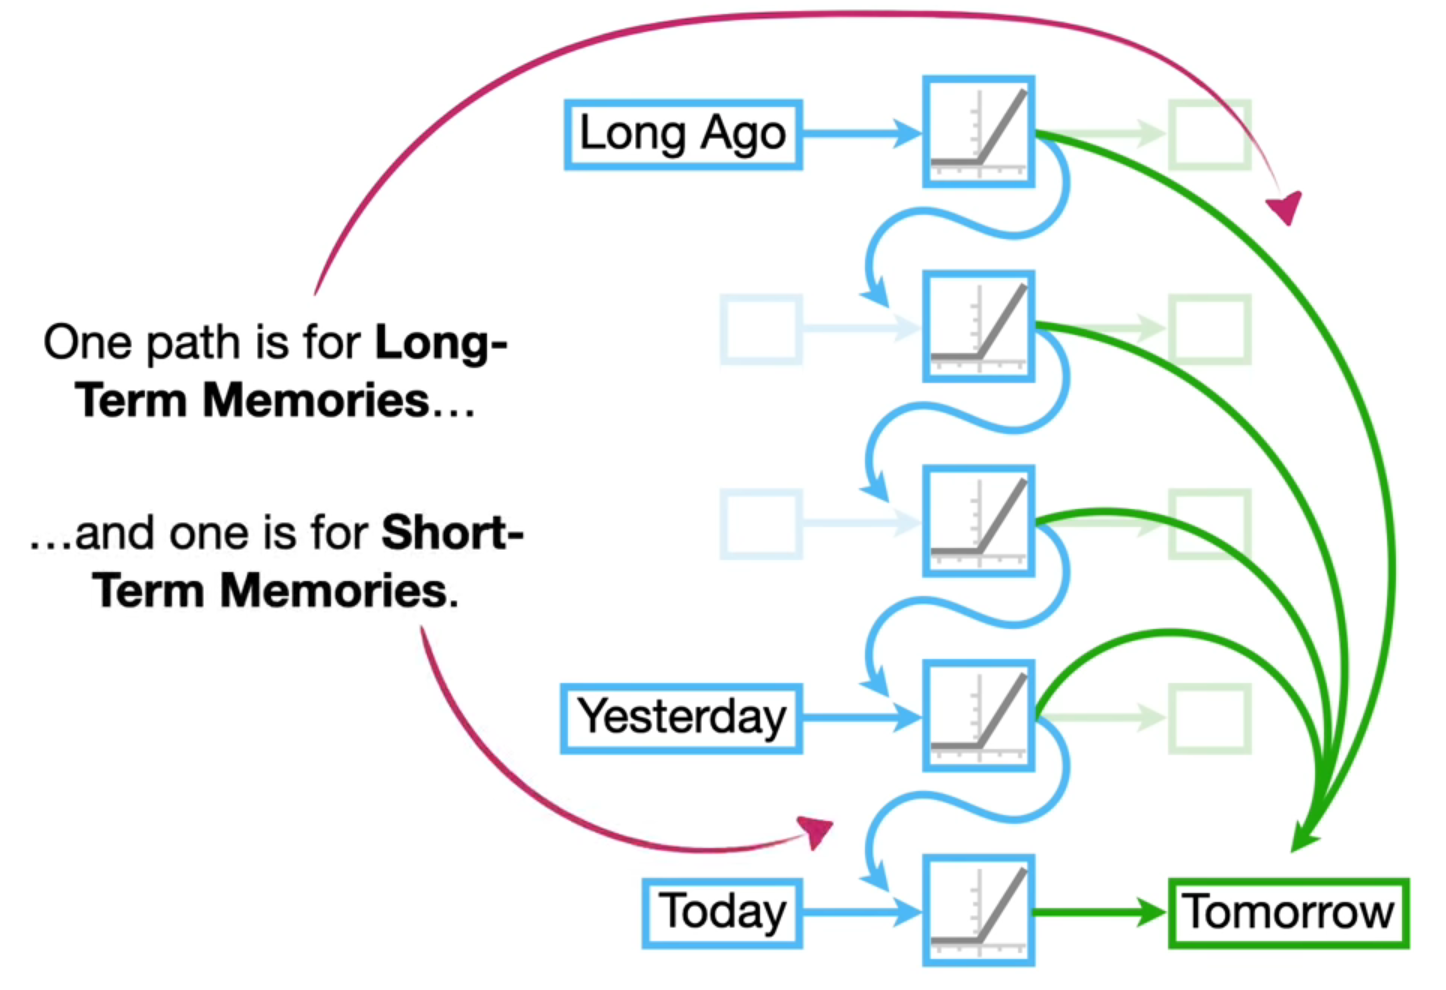 Long Ago
One path is for Long-
Term Memories…
…and one is for Short-
Term Memories.
Yesterday
Today
Tomorrow